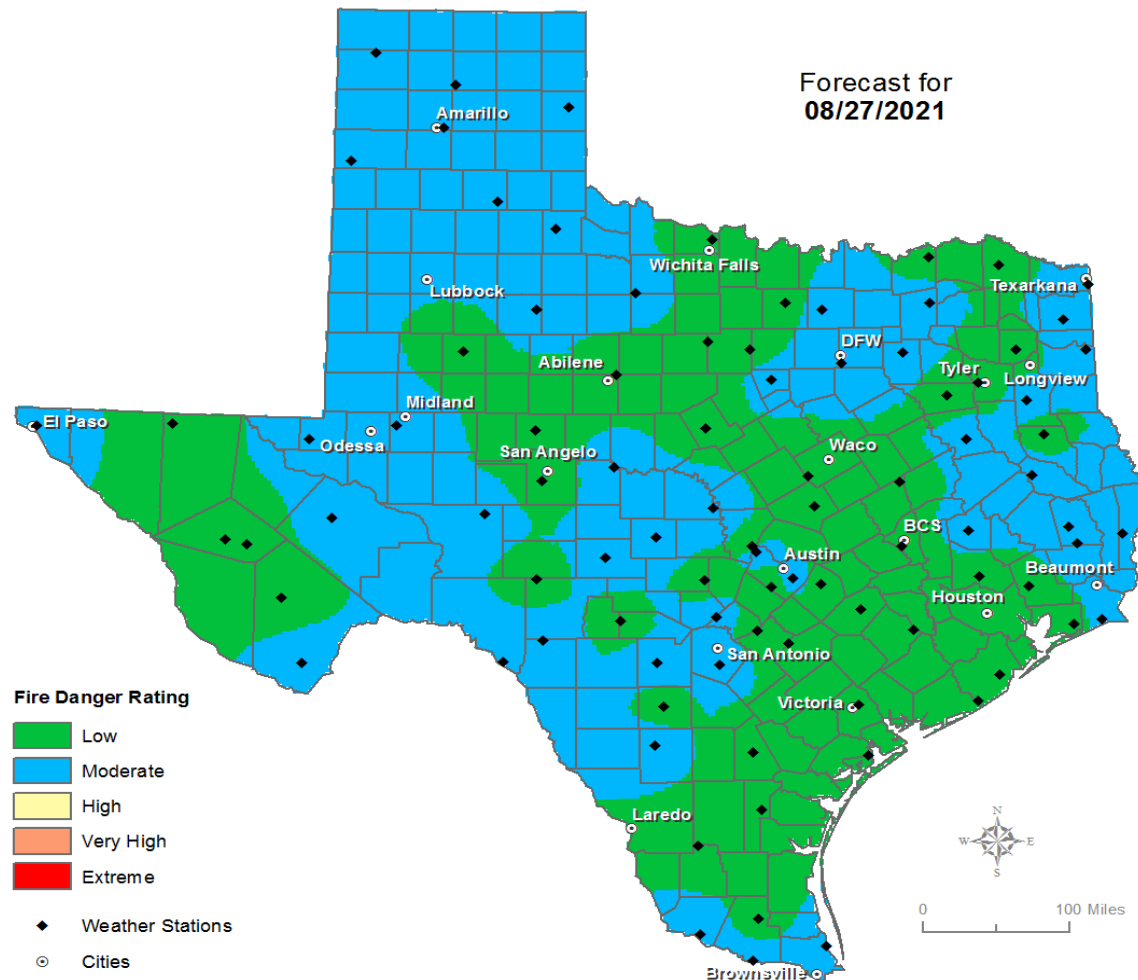 Forecast for
08/27/2021
Amarillo
Wichita Falls
Lubbock
Texarkana
DFW
Abilene
Tyler
Longview
El Paso
Midland
Odessa
San Angelo
Waco
BCS
Austin
Beaumont
Houston
San Antonio
Victoria
Laredo
Brownsville
Fire Danger Rating
Low
Moderate
High
Very High
Extreme
Weather Stations
Cities
N
W
E
S
0
100 Miles